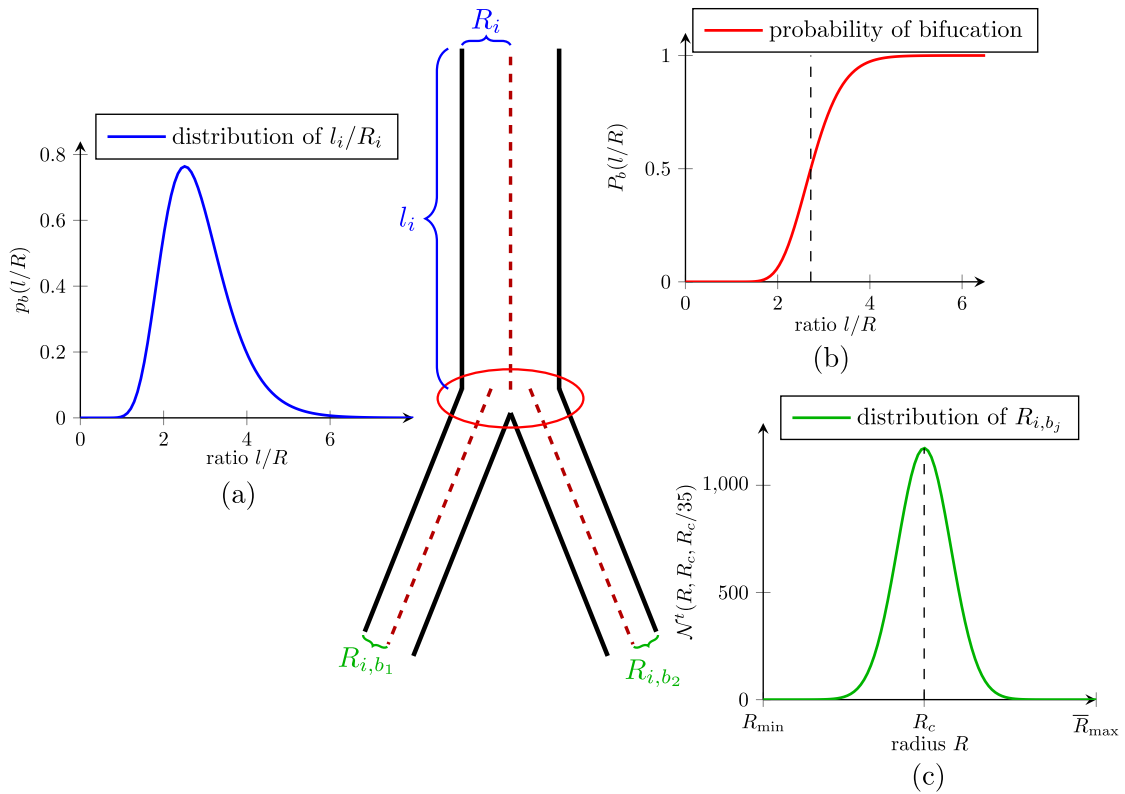 distribution of l_i/R_i
0.8
0.6
0.4
0.2
0
0 2 4 6
p_b(l/R)
ratio l/R
(a)
R_i
l_i
R_{i,b_1}
R_{i,b_2}
probability of bifucation
1
0.5
0
0 2 4 6
P_b(l/R)
ratio l/R
(b)
distribution of R_{i,b_j}
1,000
500
0
𝒩^t(R, R_c, R_c/35)
R_min R_c R̅_max
radius R
(c)